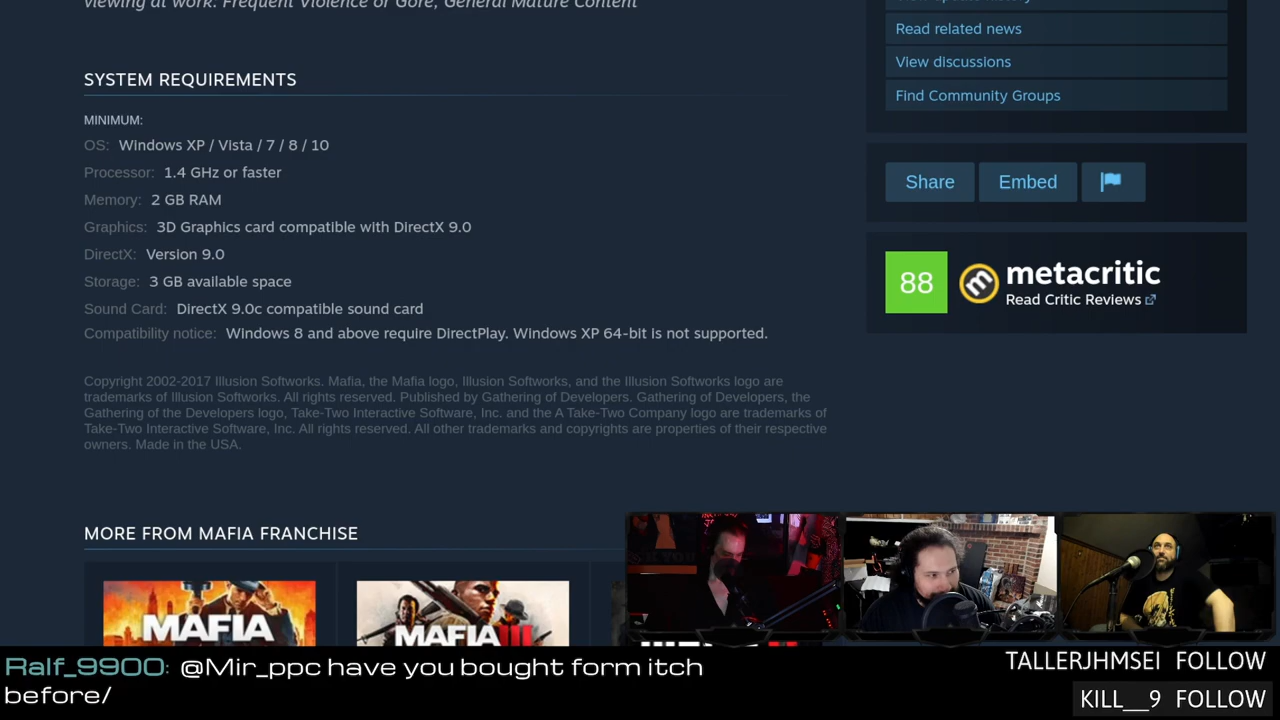 viewing at work: Frequent Violence or Gore, General Mature Content
SYSTEM REQUIREMENTS
MINIMUM:
OS: Windows XP / Vista / 7 / 8 / 10
Processor: 1.4 GHz or faster
Memory: 2 GB RAM
Graphics: 3D Graphics card compatible with DirectX 9.0
DirectX: Version 9.0
Storage: 3 GB available space
Sound Card: DirectX 9.0c compatible sound card
Compatibility notice: Windows 8 and above require DirectPlay. Windows XP 64-bit is not supported.
Copyright 2002-2017 Illusion Softworks. Mafia, the Mafia logo, Illusion Softworks, and the Illusion Softworks logo are
trademarks of Illusion Softworks. All rights reserved. Published by Gathering of Developers. Gathering of Developers, the
Gathering of the Developers logo, Take-Two Interactive Software, Inc. and the A Take-Two Company logo are trademarks of
Take-Two Interactive Software, Inc. All rights reserved. All other trademarks and copyrights are properties of their respective
owners. Made in the USA.
MORE FROM MAFIA FRANCHISE
MAFIA
MAFIA III
Read related news
View discussions
Find Community Groups
Share
Embed
88
metacritic
Read Critic Reviews
Ralf_9900: @Mir_ppc have you bought form itch
before/
TALLERJHMSEI FOLLOW
KILL__9 FOLLOW